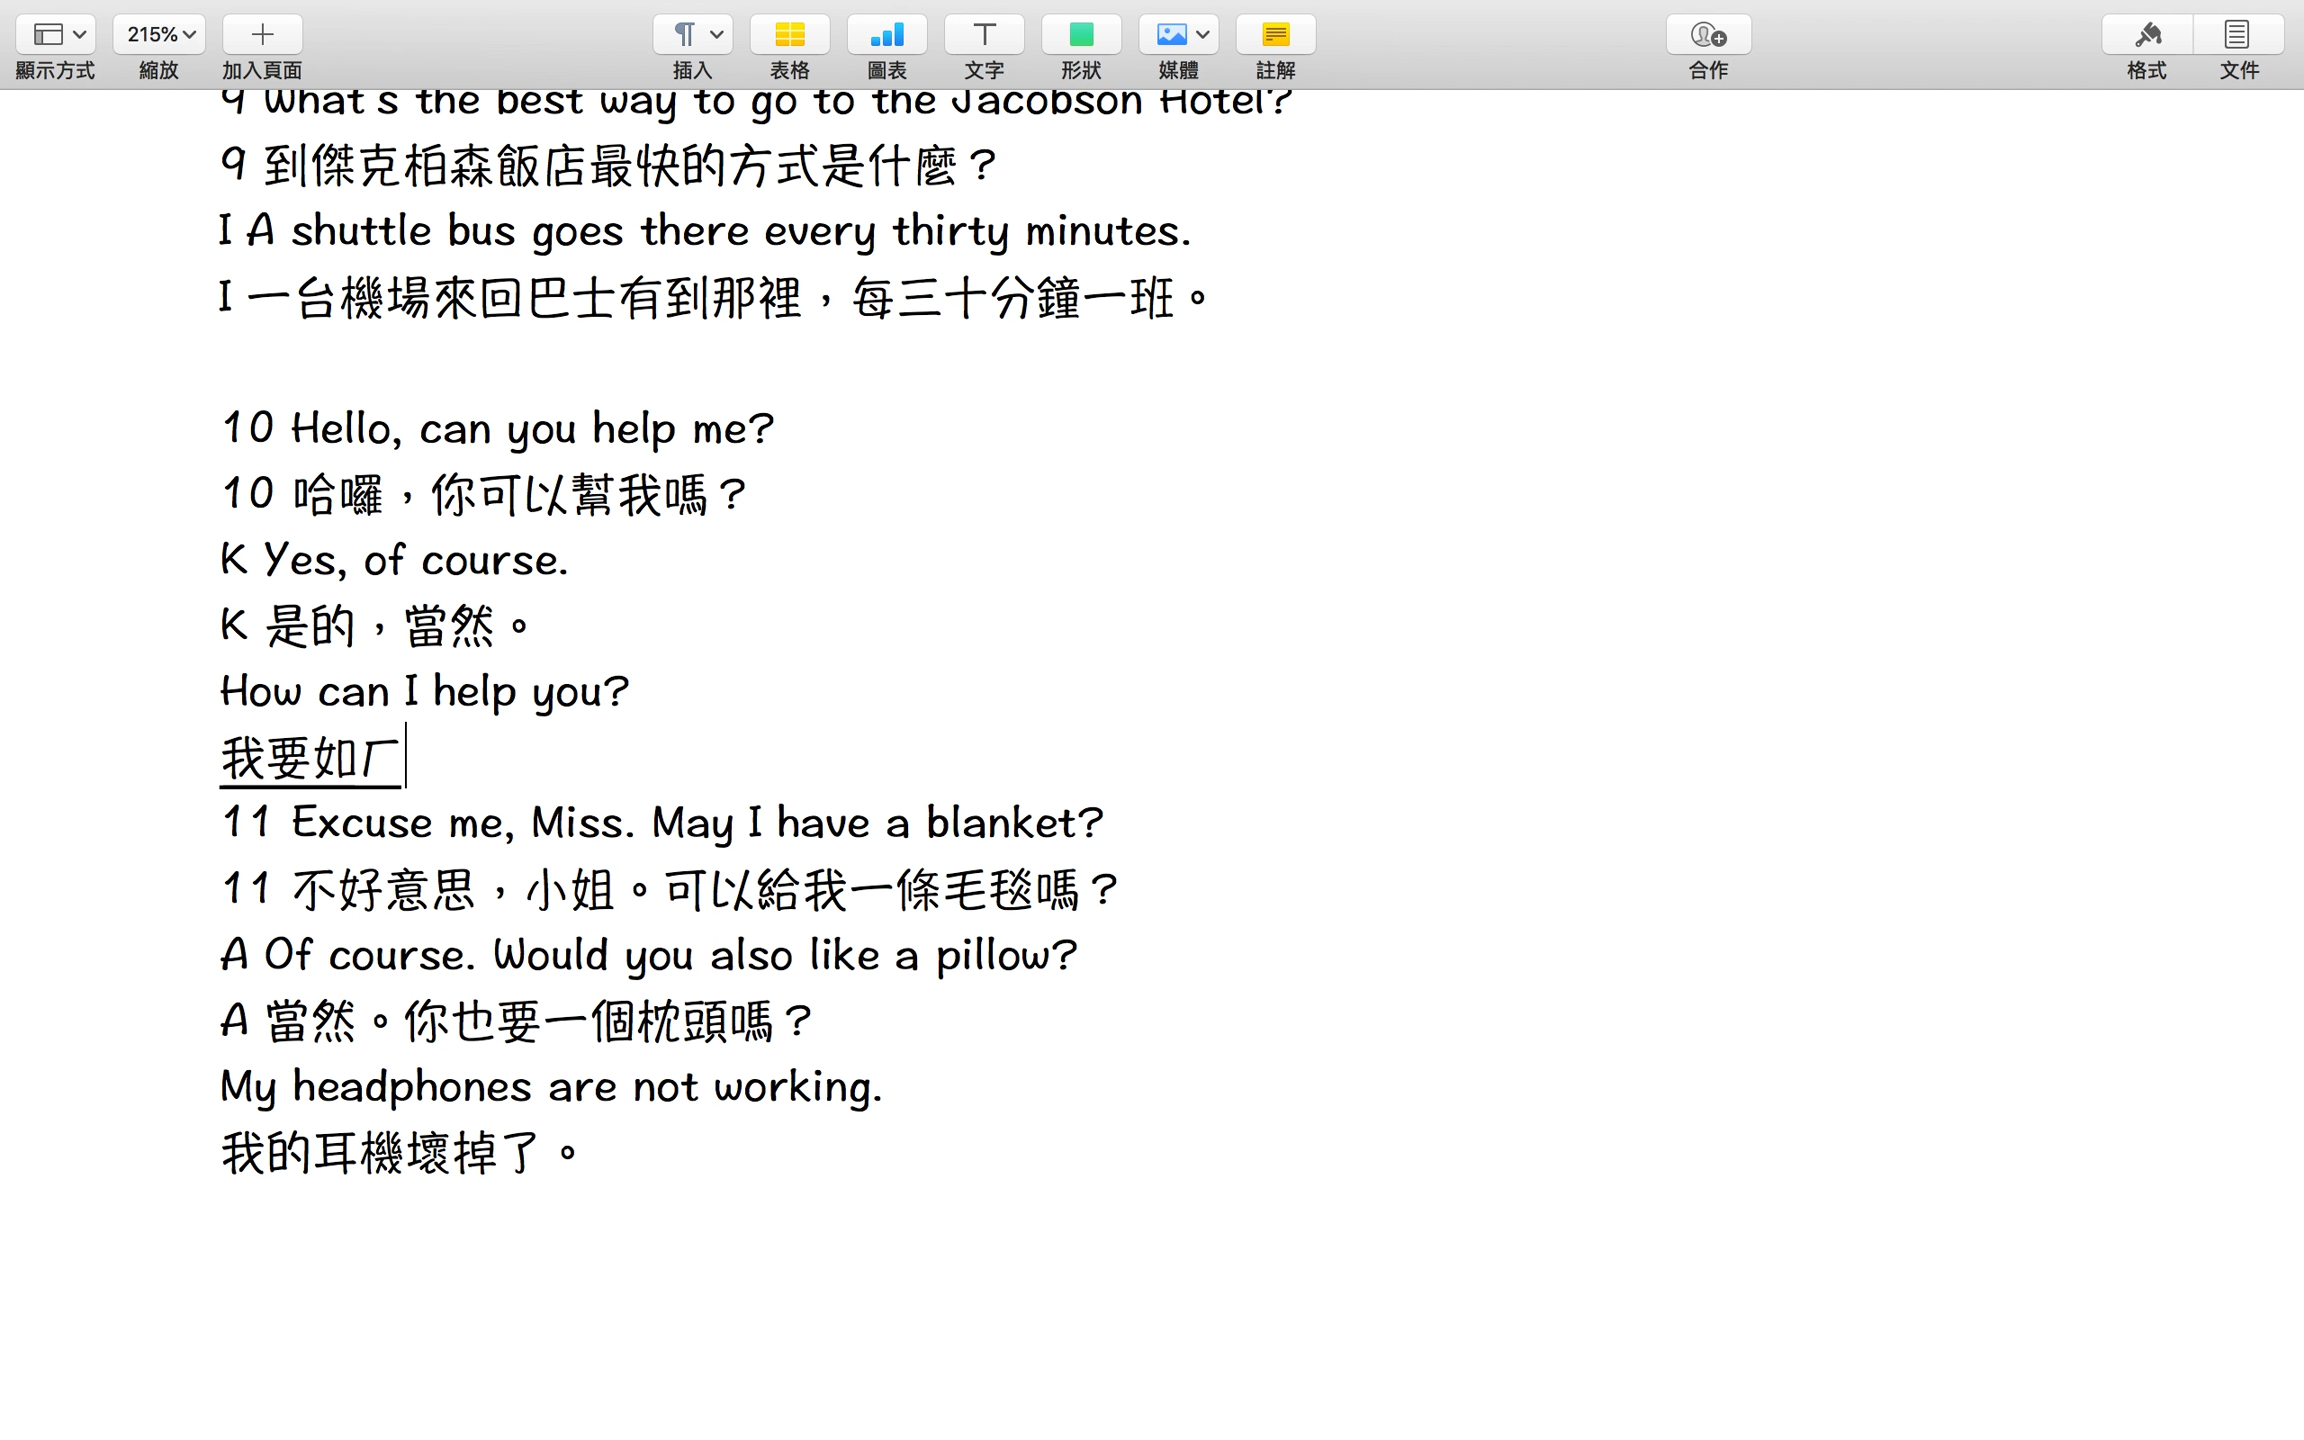 215%
顯示方式 縮放 加入頁面 插入 表格 圖表 文字 形狀 媒體 註解 合作 格式 文件
9 What's the best way to go to the Jacobson Hotel?
9 到傑克柏森飯店最快的方式是什麼？
I A shuttle bus goes there every thirty minutes.
I 一台機場來回巴士有到那裡，每三十分鐘一班。
10 Hello, can you help me?
10 哈囉，你可以幫我嗎？
K Yes, of course.
K 是的，當然。
How can I help you?
我要如ㄏ
11 Excuse me, Miss. May I have a blanket?
11 不好意思，小姐。可以給我一條毛毯嗎？
A Of course. Would you also like a pillow?
A 當然。你也要一個枕頭嗎？
My headphones are not working.
我的耳機壞掉了。